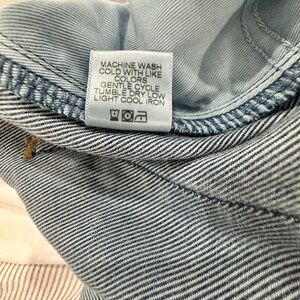 MACHINE WASH
COLD WITH LIKE
COLORS
GENTLE CYCLE
TUMBLE DRY LOW
LIGHT COOL IRON